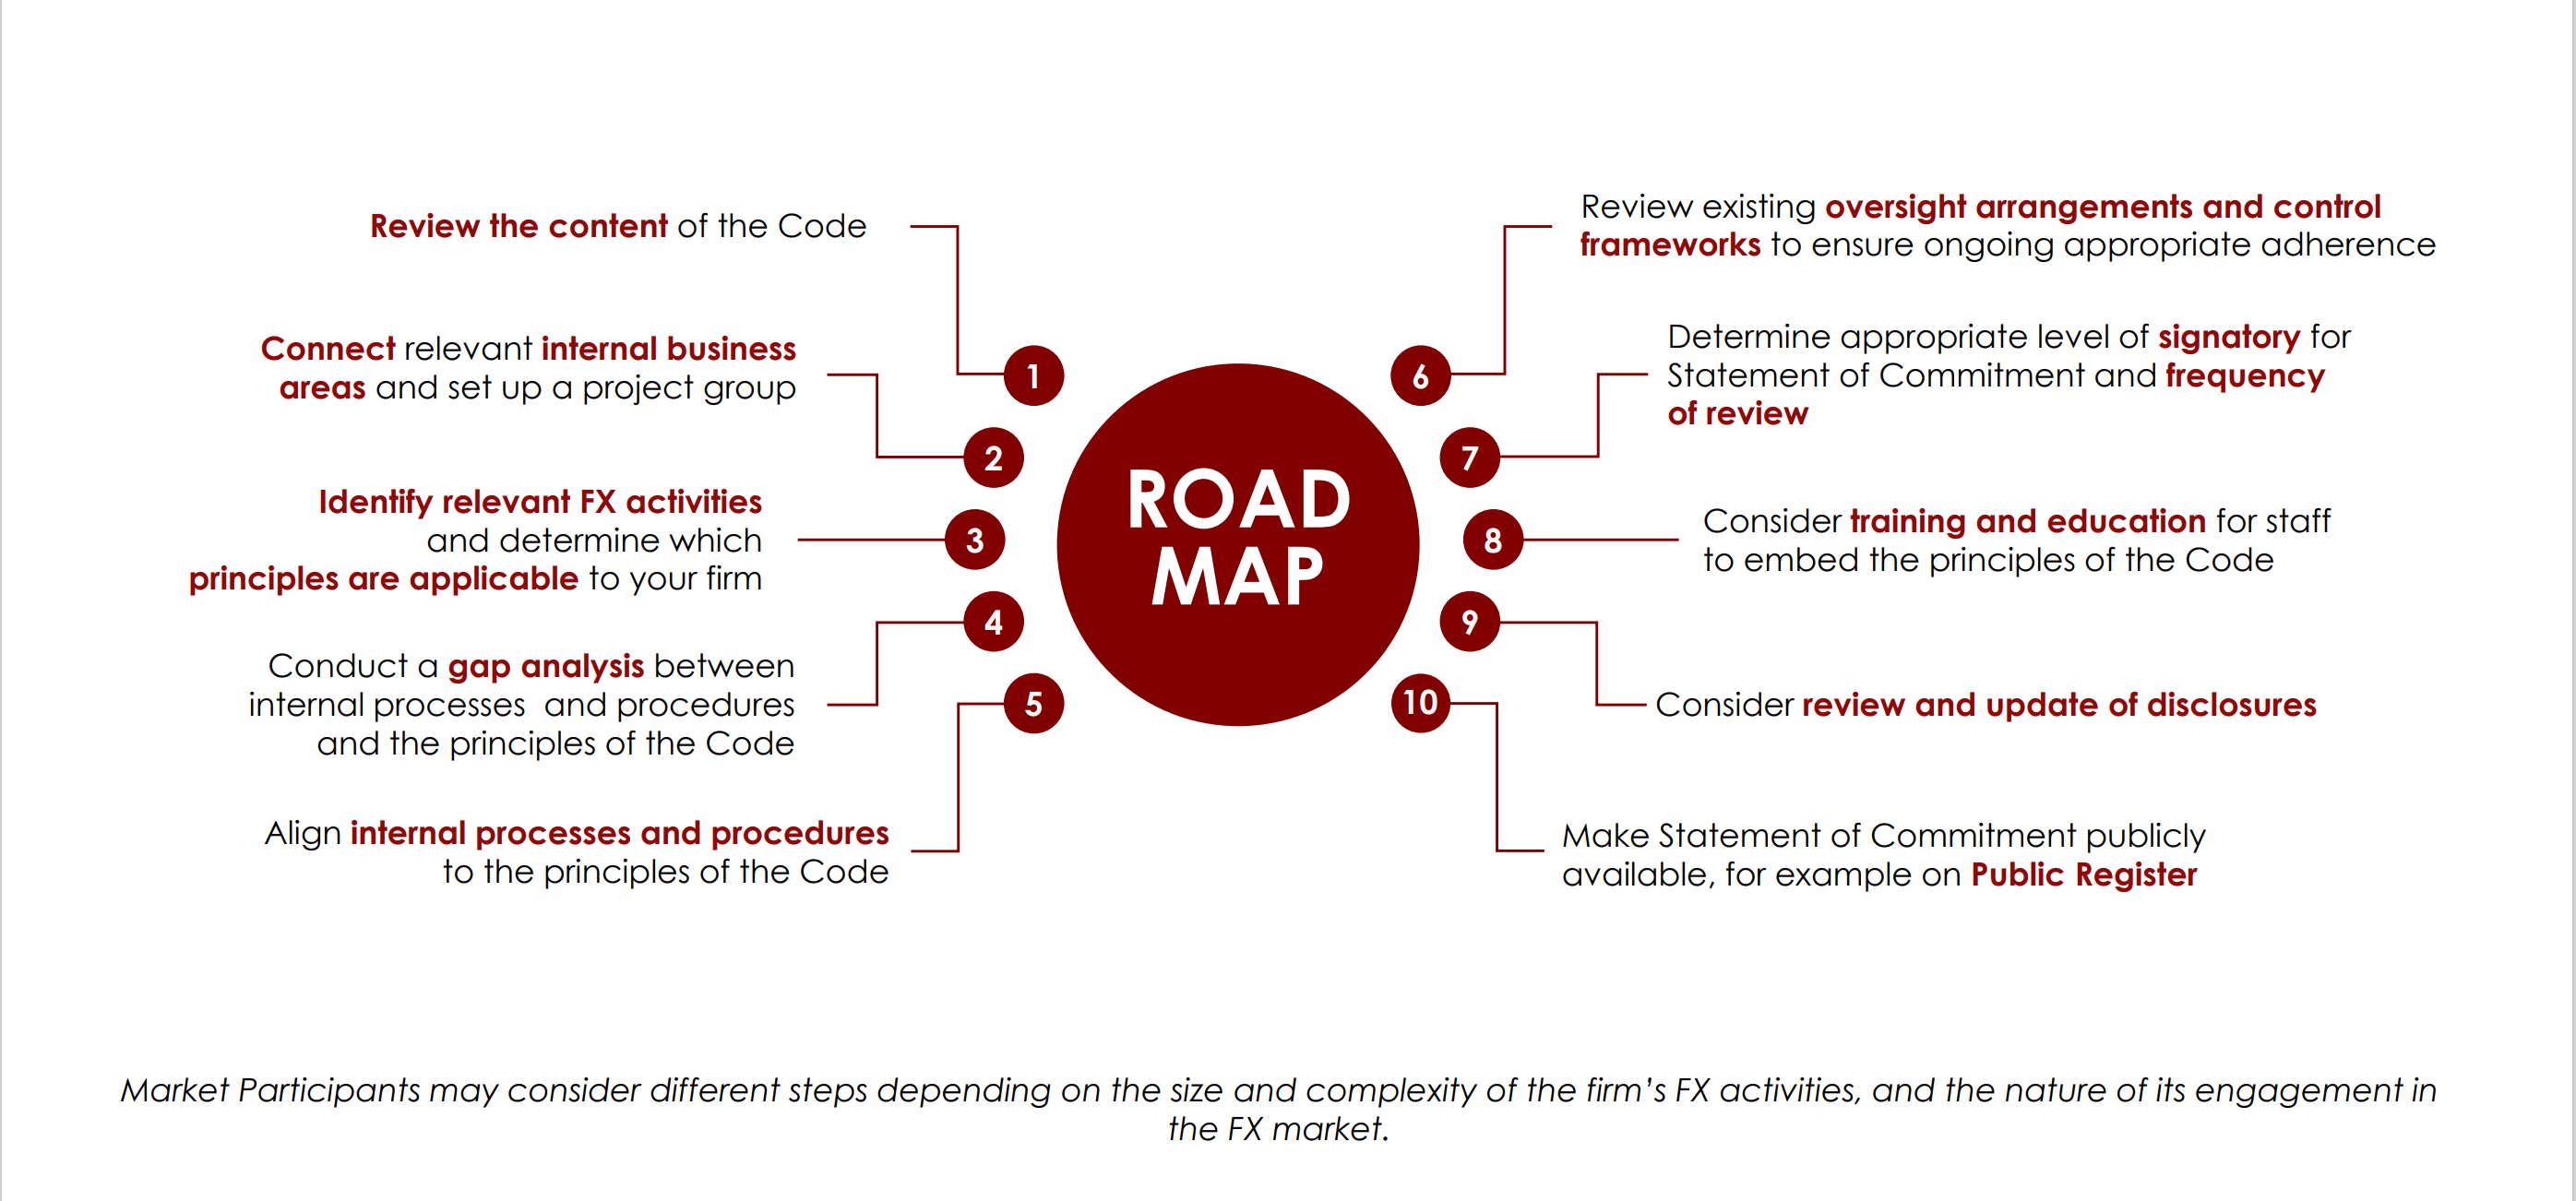 Review the content of the Code
1
Connect relevant internal business
areas and set up a project group
2
Identify relevant FX activities
and determine which
principles are applicable to your firm
3
Conduct a gap analysis between
internal processes  and procedures
and the principles of the Code
4
Align internal processes and procedures
to the principles of the Code
5
ROAD
MAP
Review existing oversight arrangements and control
frameworks to ensure ongoing appropriate adherence
6
Determine appropriate level of signatory for
Statement of Commitment and frequency
of review
7
Consider training and education for staff
to embed the principles of the Code
8
Consider review and update of disclosures
9
Make Statement of Commitment publicly
available, for example on Public Register
10
Market Participants may consider different steps depending on the size and complexity of the firm’s FX activities, and the nature of its engagement in
the FX market.